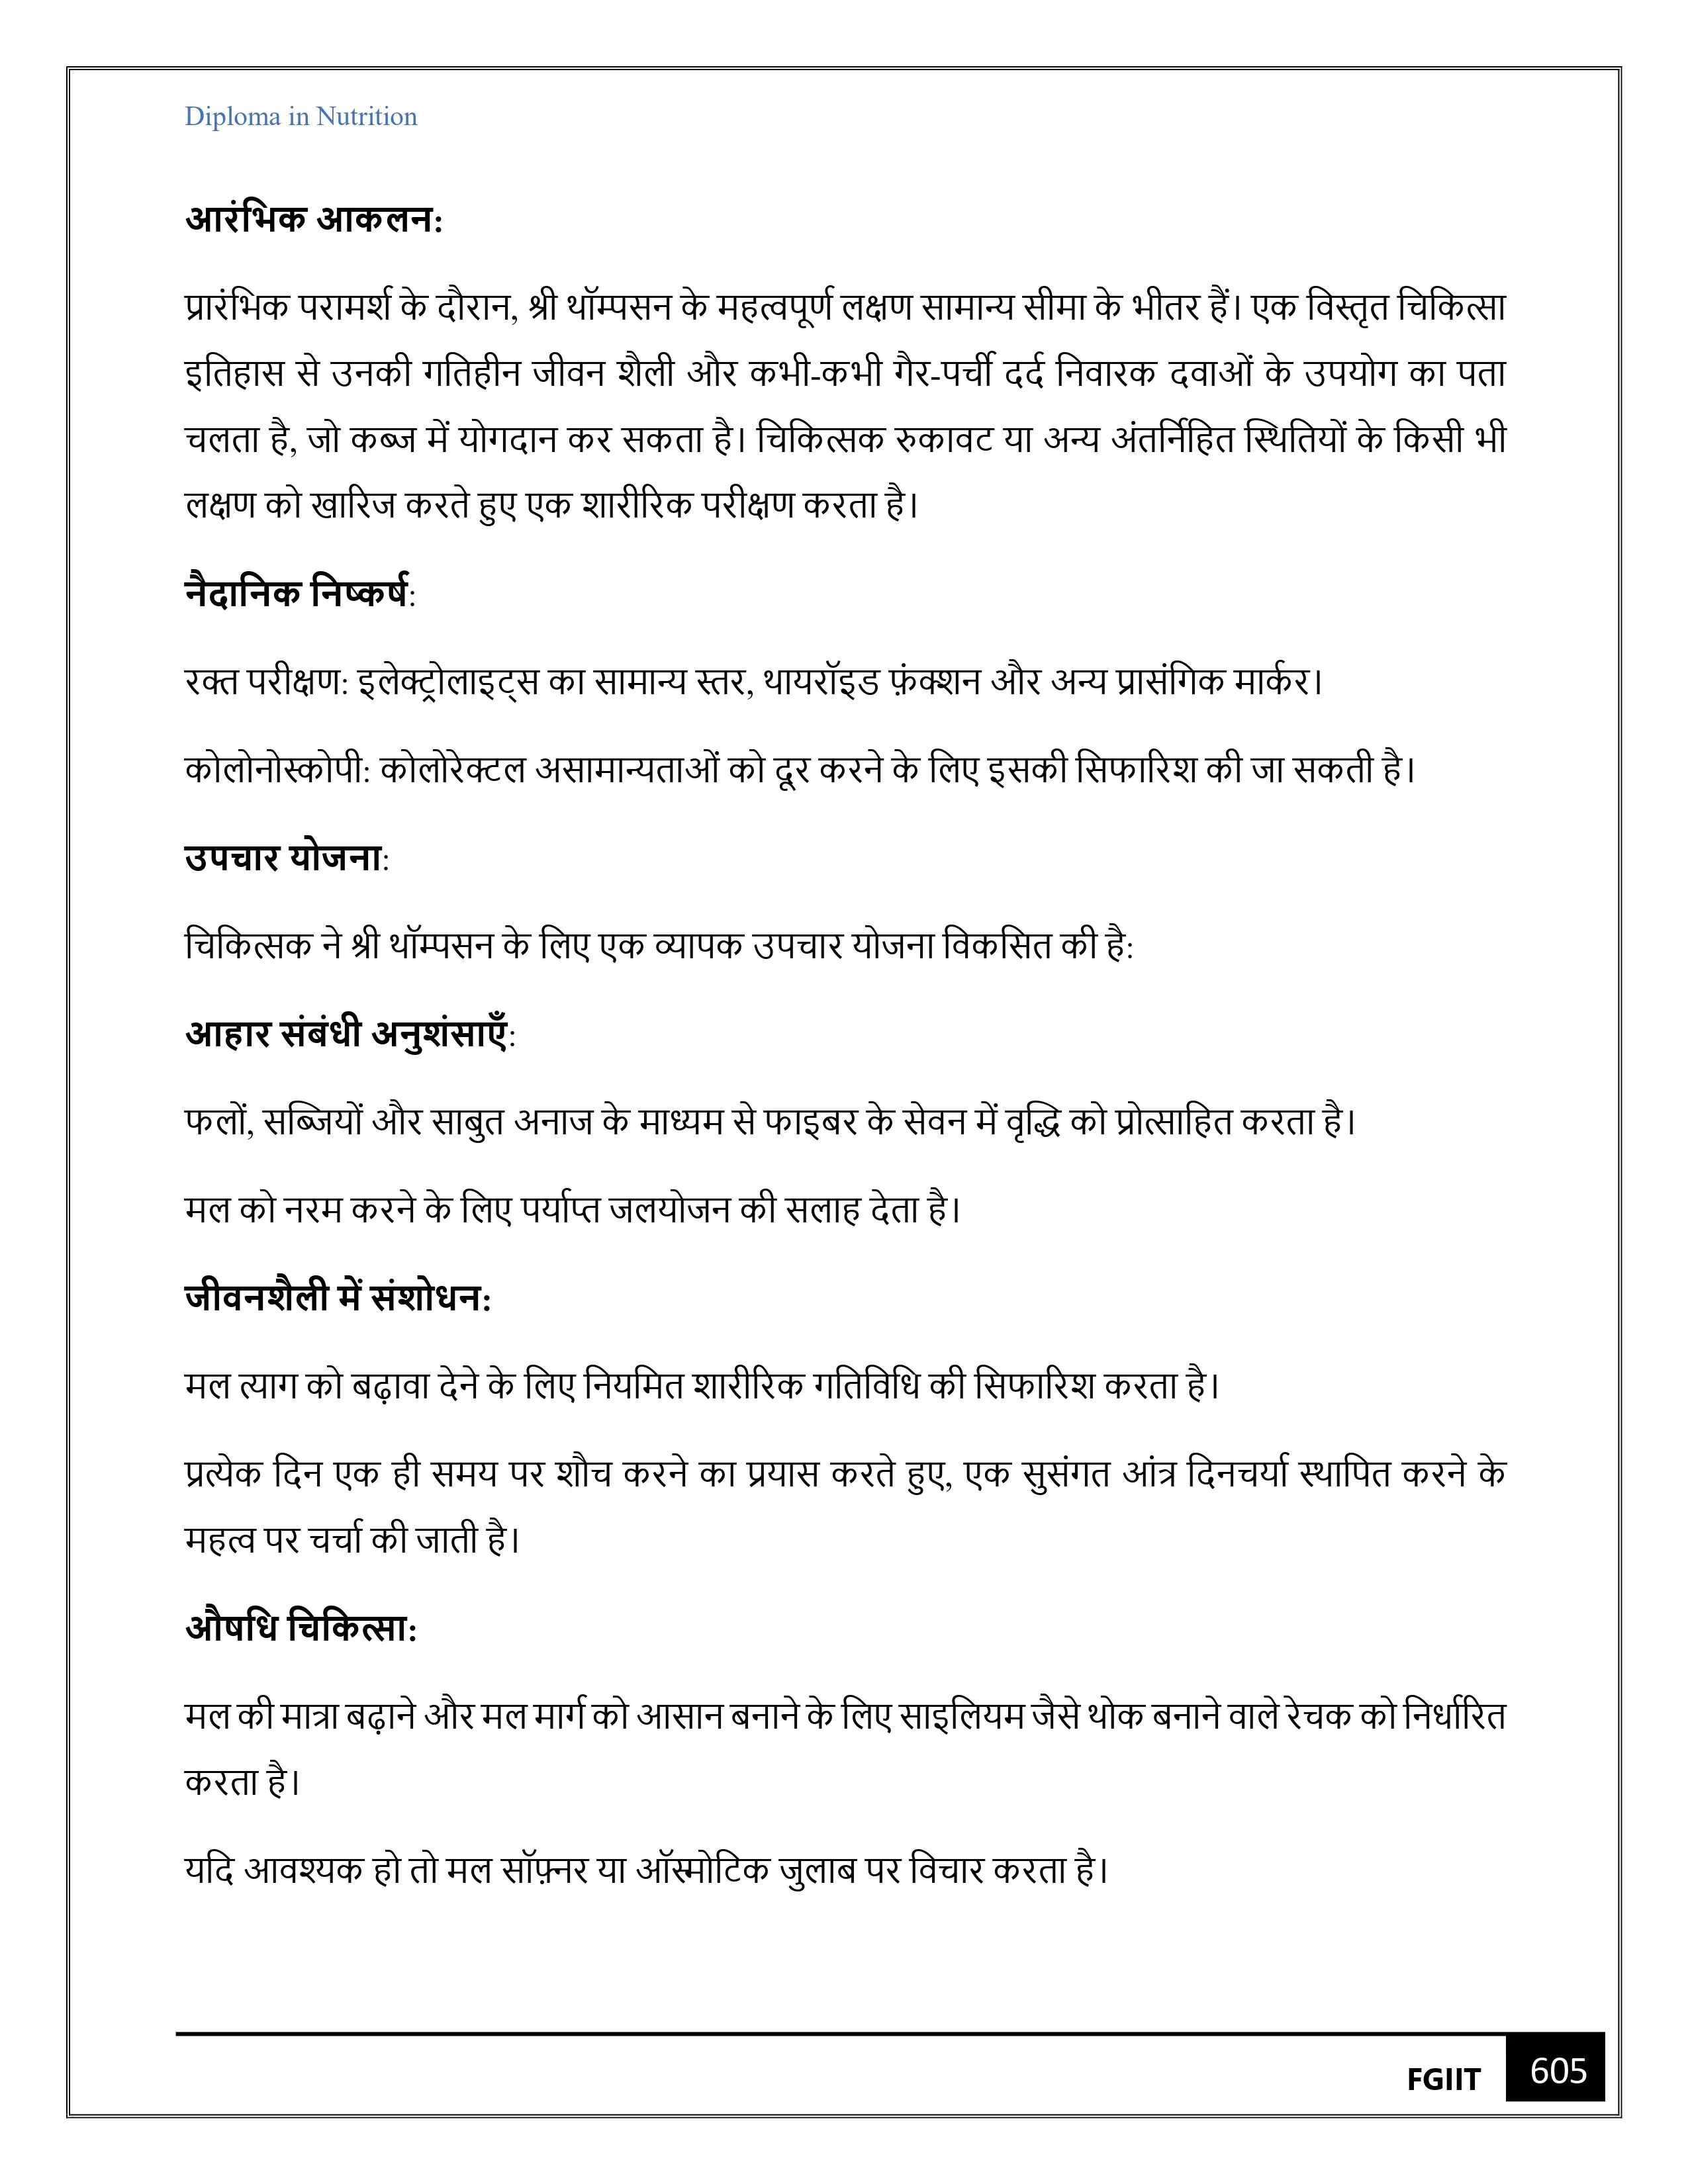 Diploma in Nutrition
आरंभिक आकलन:
प्रारंभिक परामर्श के दौरान, श्री थॉम्पसन के महत्वपूर्ण लक्षण सामान्य सीमा के भीतर हैं। एक विस्तृत चिकित्सा
इतिहास से उनकी गतिहीन जीवन शैली और कभी-कभी गैर-पर्ची दर्द निवारक दवाओं के उपयोग का पता
चलता है, जो कब्ज में योगदान कर सकता है। चिकित्सक रुकावट या अन्य अंतर्निहित स्थितियों के किसी भी
लक्षण को खारिज करते हुए एक शारीरिक परीक्षण करता है।
नैदानिक निष्कर्ष:
रक्त परीक्षण: इलेक्ट्रोलाइट्स का सामान्य स्तर, थायरॉइड फ़ंक्शन और अन्य प्रासंगिक मार्कर।
कोलोनोस्कोपी: कोलोरेक्टल असामान्यताओं को दूर करने के लिए इसकी सिफारिश की जा सकती है।
उपचार योजना:
चिकित्सक ने श्री थॉम्पसन के लिए एक व्यापक उपचार योजना विकसित की है:
आहार संबंधी अनुशंसाएँ:
फलों, सब्जियों और साबुत अनाज के माध्यम से फाइबर के सेवन में वृद्धि को प्रोत्साहित करता है।
मल को नरम करने के लिए पर्याप्त जलयोजन की सलाह देता है।
जीवनशैली में संशोधन:
मल त्याग को बढ़ावा देने के लिए नियमित शारीरिक गतिविधि की सिफारिश करता है।
प्रत्येक दिन एक ही समय पर शौच करने का प्रयास करते हुए, एक सुसंगत आंत्र दिनचर्या स्थापित करने के
महत्व पर चर्चा की जाती है।
औषधि चिकित्सा:
मल की मात्रा बढ़ाने और मल मार्ग को आसान बनाने के लिए साइलियम जैसे थोक बनाने वाले रेचक को निर्धारित
करता है।
यदि आवश्यक हो तो मल सॉफ़्नर या ऑस्मोटिक जुलाब पर विचार करता है।
FGIIT 605